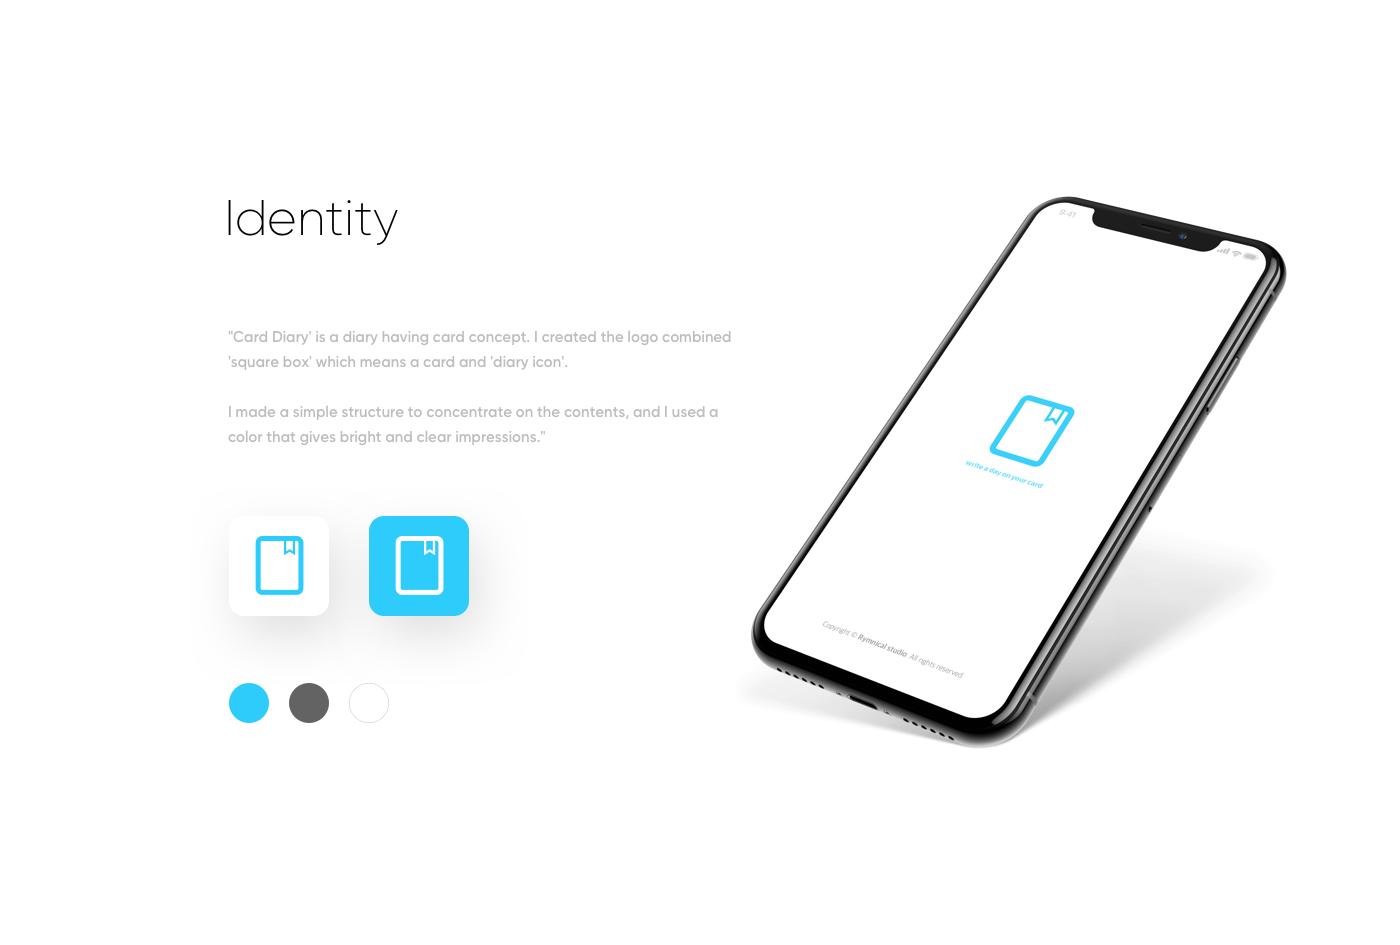 Identity
"Card Diary' is a diary having card concept. I created the logo combined
'square box' which means a card and 'diary icon'.
I made a simple structure to concentrate on the contents, and I used a
color that gives bright and clear impressions."
9:41
write a day on your card
Copyright © Rymnical studio. All rights reserved